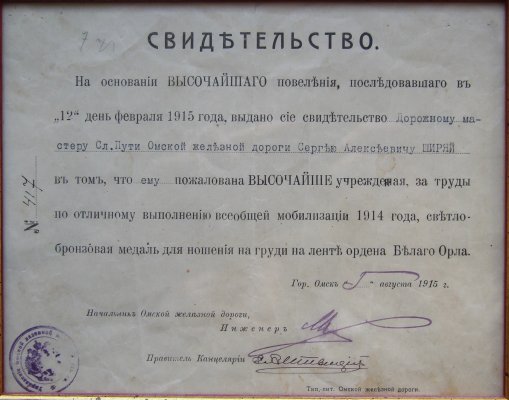 СВИДѢТЕЛЬСТВО.
На основаніи ВЫСОЧАЙШАГО повелѣнія, послѣдовавшаго въ
„12“ день февраля 1915 года, выдано сіе свидѣтельство Дорожному ма-
стеру Сл.Пути Омской желѣзной дороги Сергѣю Алексѣевичу ШИРЯЙ
въ томъ, что ему пожалована ВЫСОЧАЙШЕ учрежденная, за труды
по отличному выполненію всеобщей мобилизаціи 1914 года, свѣтло-
бронзовая медаль для ношенія на груди на лентѣ ордена Бѣлаго Орла.
№ 417
Гор. Омскъ „5“ августа 1915 г.
Начальникъ Омской желѣзной дороги,
Инженеръ
Правитель Канцеляріи
Тип. лит. Омской желѣзной дороги.